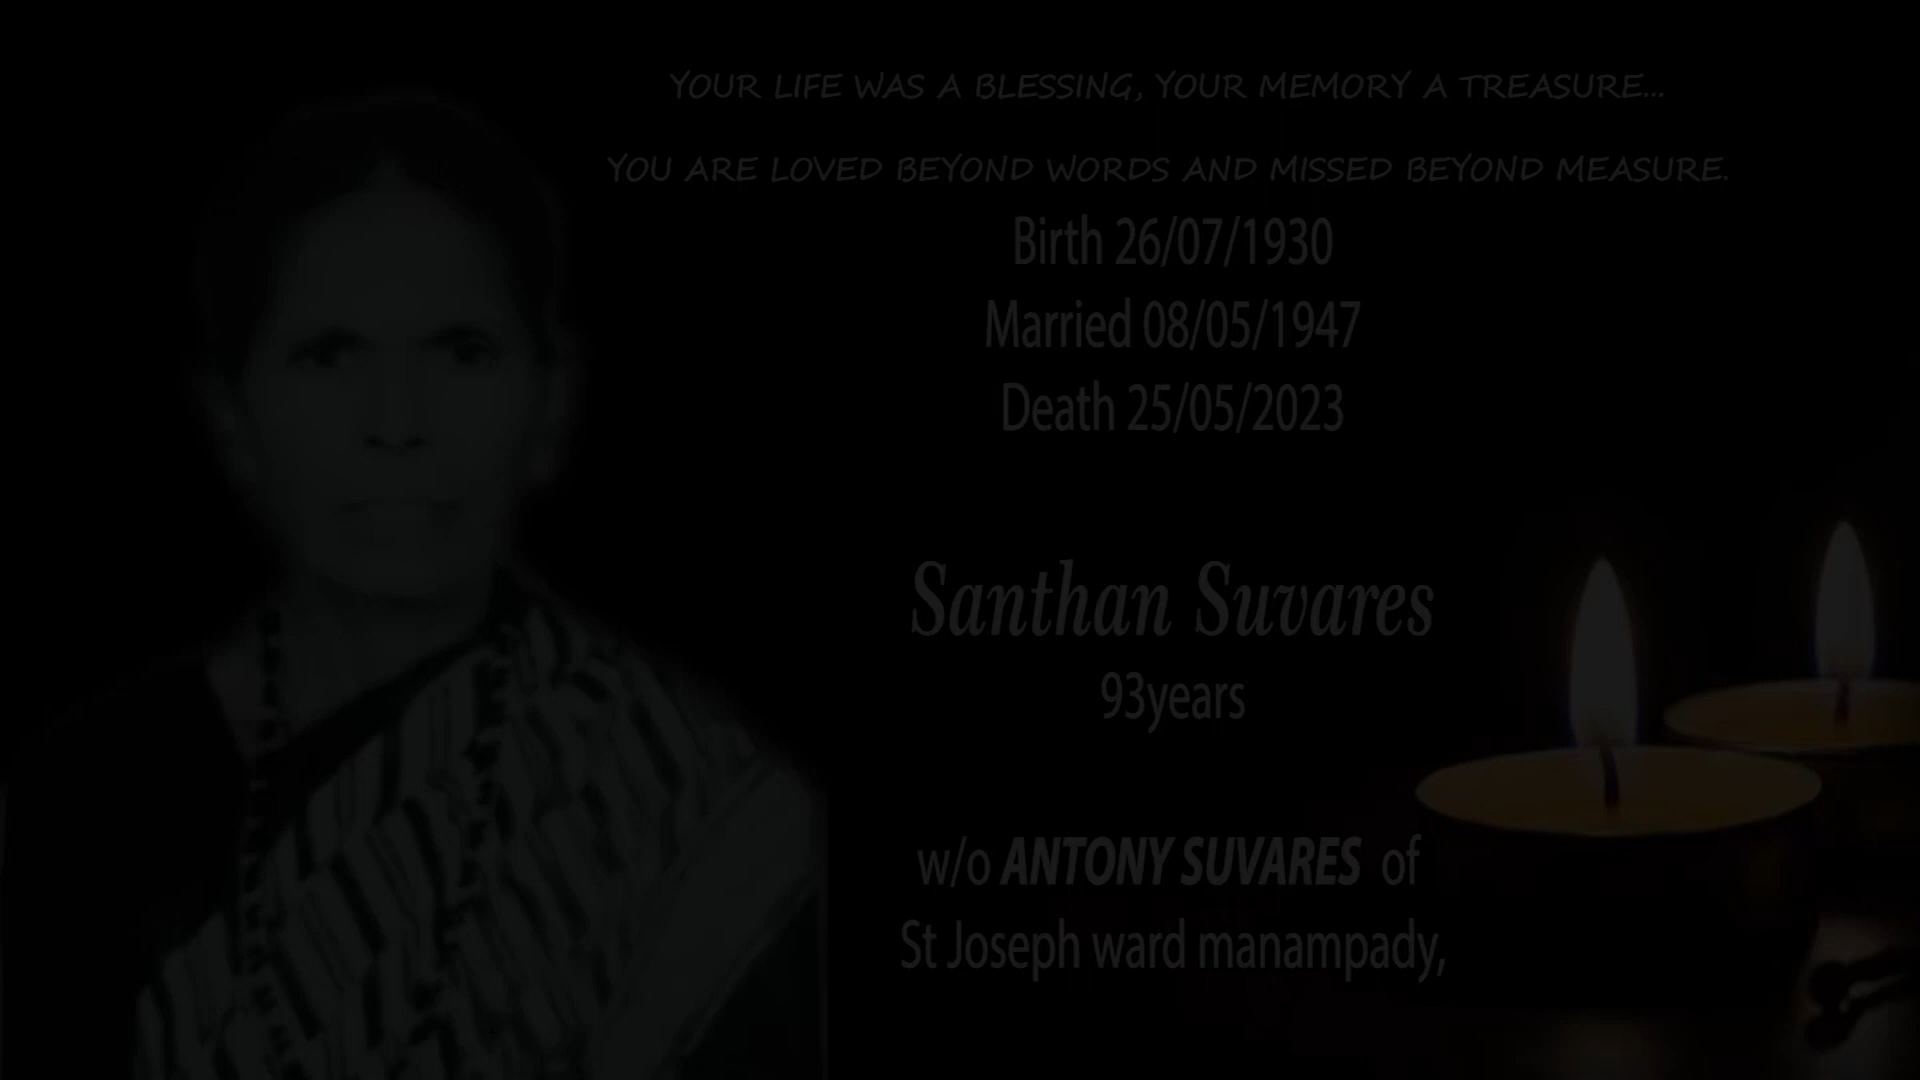 YOUR LIFE WAS A BLESSING, YOUR MEMORY A TREASURE...
YOU ARE LOVED BEYOND WORDS AND MISSED BEYOND MEASURE.
Birth 26/07/1930
Married 08/05/1947
Death 25/05/2023
Santhan Suvares
93years
w/o ANTONY SUVARES of
St Joseph ward manampady,